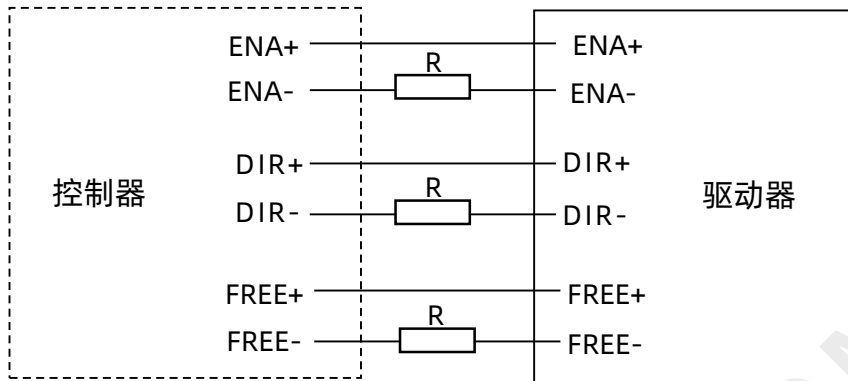 ENA+ ENA+
R
ENA- ENA-
DIR+ DIR+
控制器 R 驱动器
DIR- DIR-
FREE+ FREE+
R
FREE- FREE-